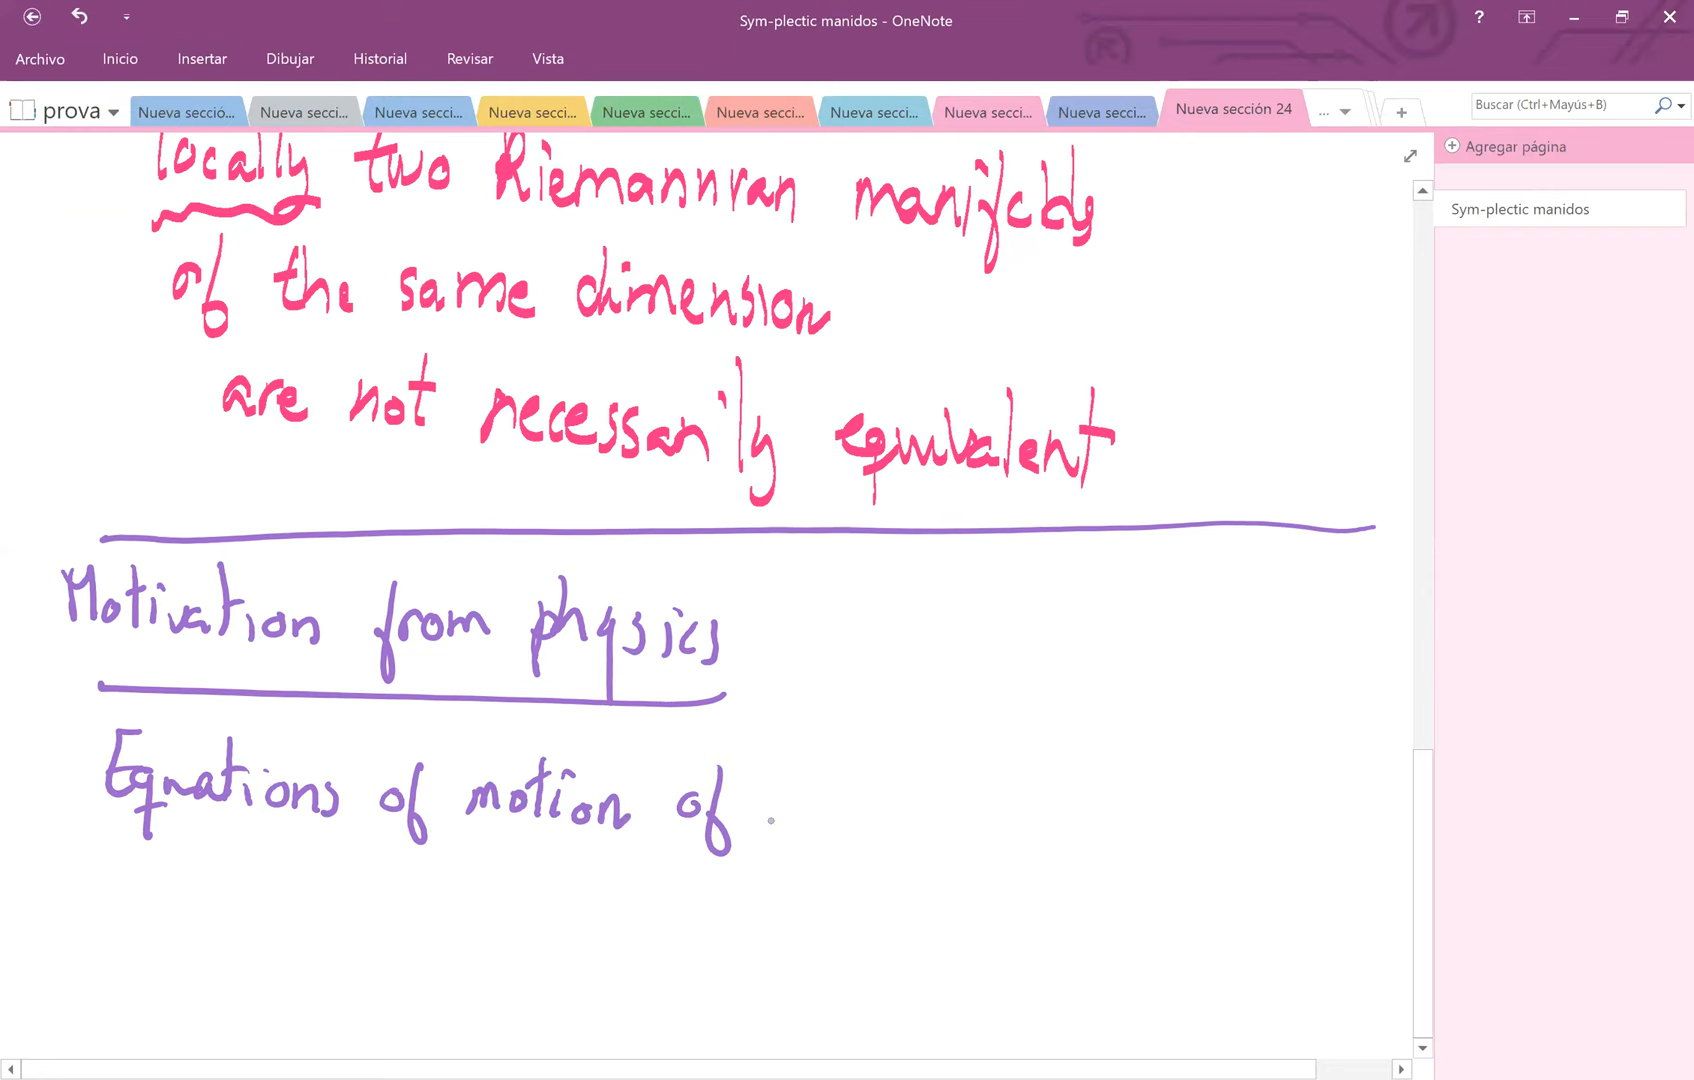 Sym-plectic manidos - OneNote
?
Archivo Inicio Insertar Dibujar Historial Revisar Vista
prova Nueva secció... Nueva secci... Nueva secci... Nueva secci... Nueva secci... Nueva secci... Nueva secci... Nueva secci... Nueva secci... Nueva sección 24 ... + Buscar (Ctrl+Mayús+B)
Agregar página
Sym-plectic manidos
locally two Riemannian manifolds
of the same dimension
are not necessarily equivalent
Motivation from physics
Equations of motion of